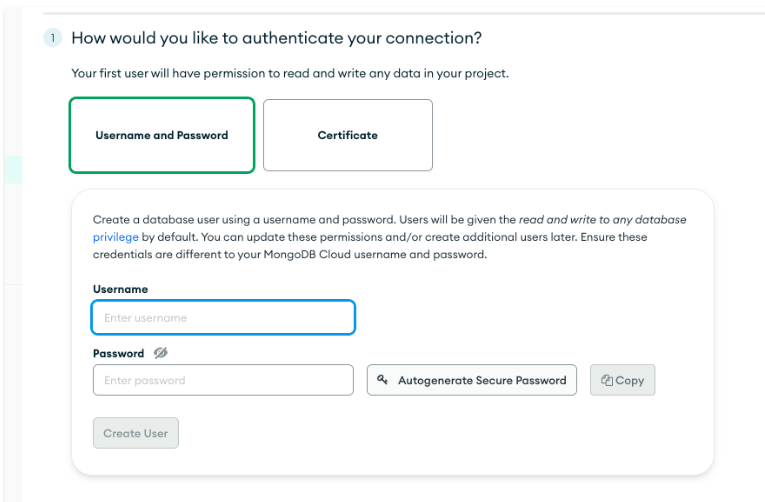 1 How would you like to authenticate your connection?
Your first user will have permission to read and write any data in your project.
Username and Password
Certificate
Create a database user using a username and password. Users will be given the read and write to any database
privilege by default. You can update these permissions and/or create additional users later. Ensure these
credentials are different to your MongoDB Cloud username and password.
Username
Enter username
Password
Enter password
Autogenerate Secure Password
Copy
Create User